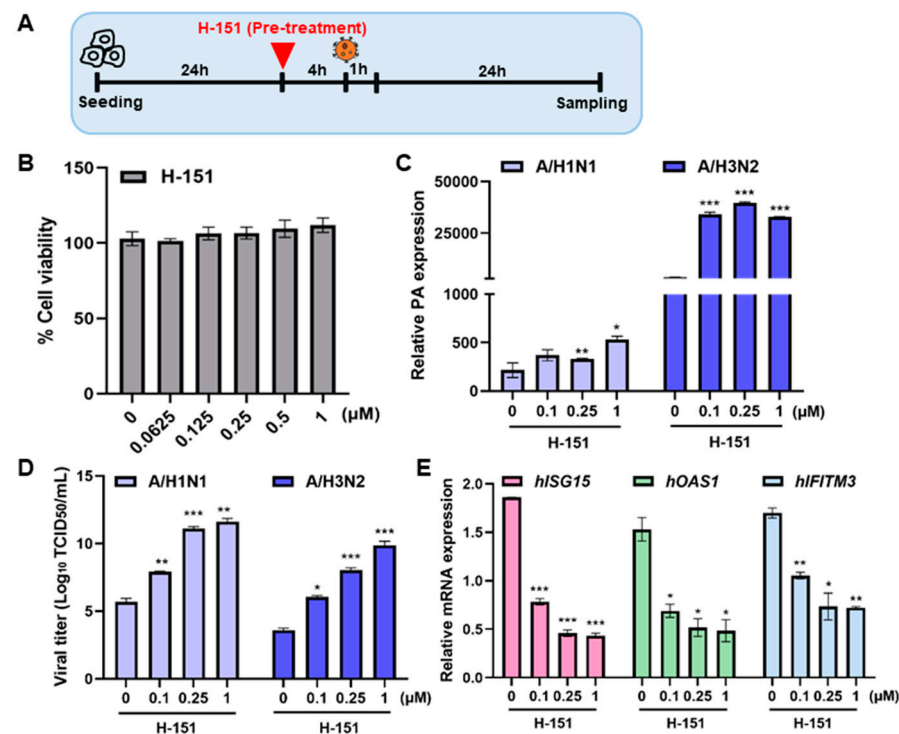 A
H-151 (Pre-treatment)
24h 4h 1h 24h
Seeding Sampling
B
H-151
% Cell viability
150
100
50
0
0 0.0625 0.125 0.25 0.5 1 (μM)
C
A/H1N1 A/H3N2
Relative PA expression
50000
25000
1000
500
0
** * *** *** ***
0 0.1 0.25 1 0 0.1 0.25 1 (μM)
H-151 H-151
D
A/H1N1 A/H3N2
Viral titer (Log10 TCID50/mL)
15
10
5
0
** *** ** * *** ***
0 0.1 0.25 1 0 0.1 0.25 1 (μM)
H-151 H-151
E
hISG15 hOAS1 hIFITM3
Relative mRNA expression
2.0
1.5
1.0
0.5
0.0
*** *** *** * * * ** * **
0 0.1 0.25 1 0 0.1 0.25 1 0 0.1 0.25 1 (μM)
H-151 H-151 H-151